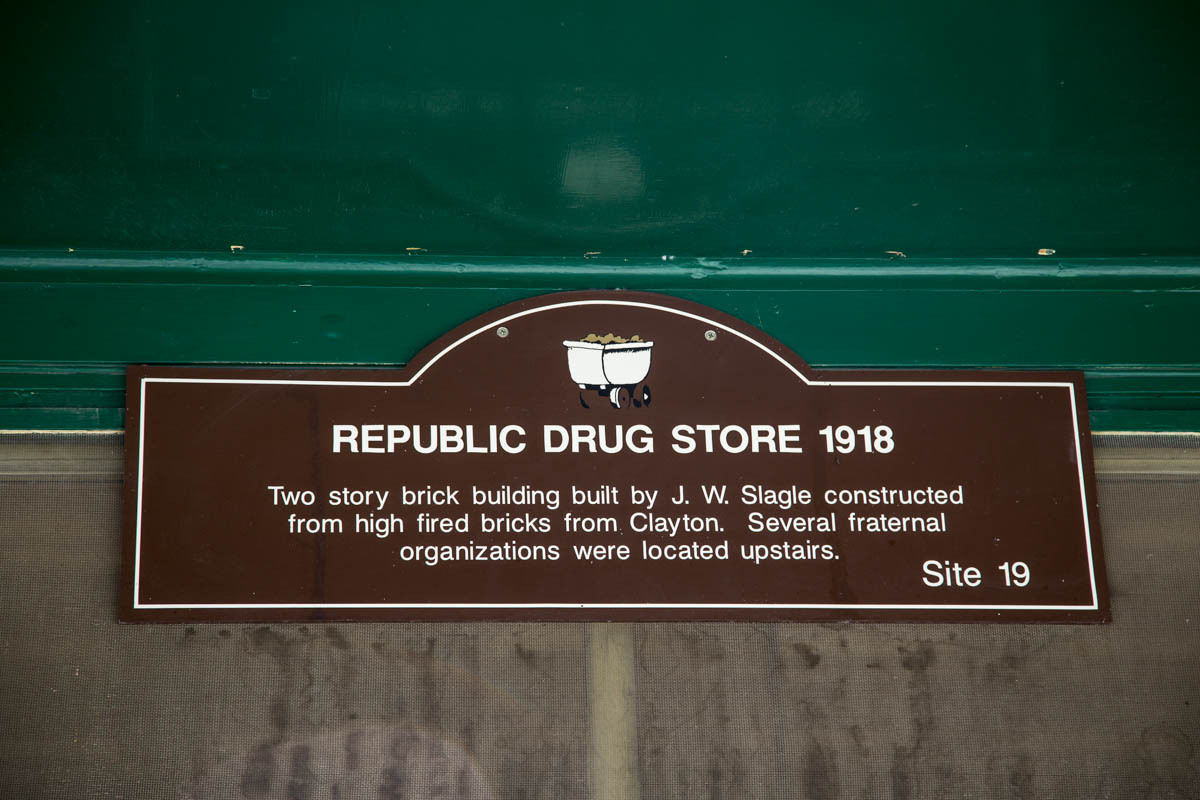 REPUBLIC DRUG STORE 1918
Two story brick building built by J. W. Slagle constructed
from high fired bricks from Clayton. Several fraternal
organizations were located upstairs.
Site 19